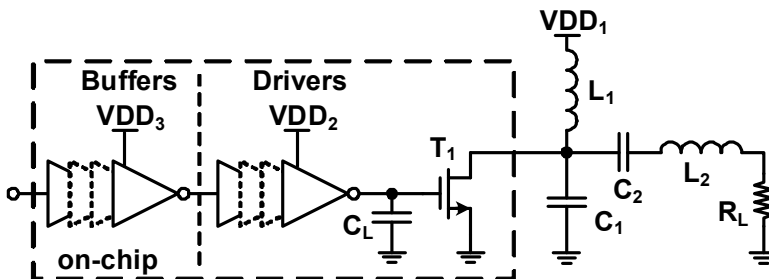 VDD1
Buffers
Drivers
VDD3
VDD2
L1
T1
L2
C2
CL
C1
RL
on-chip